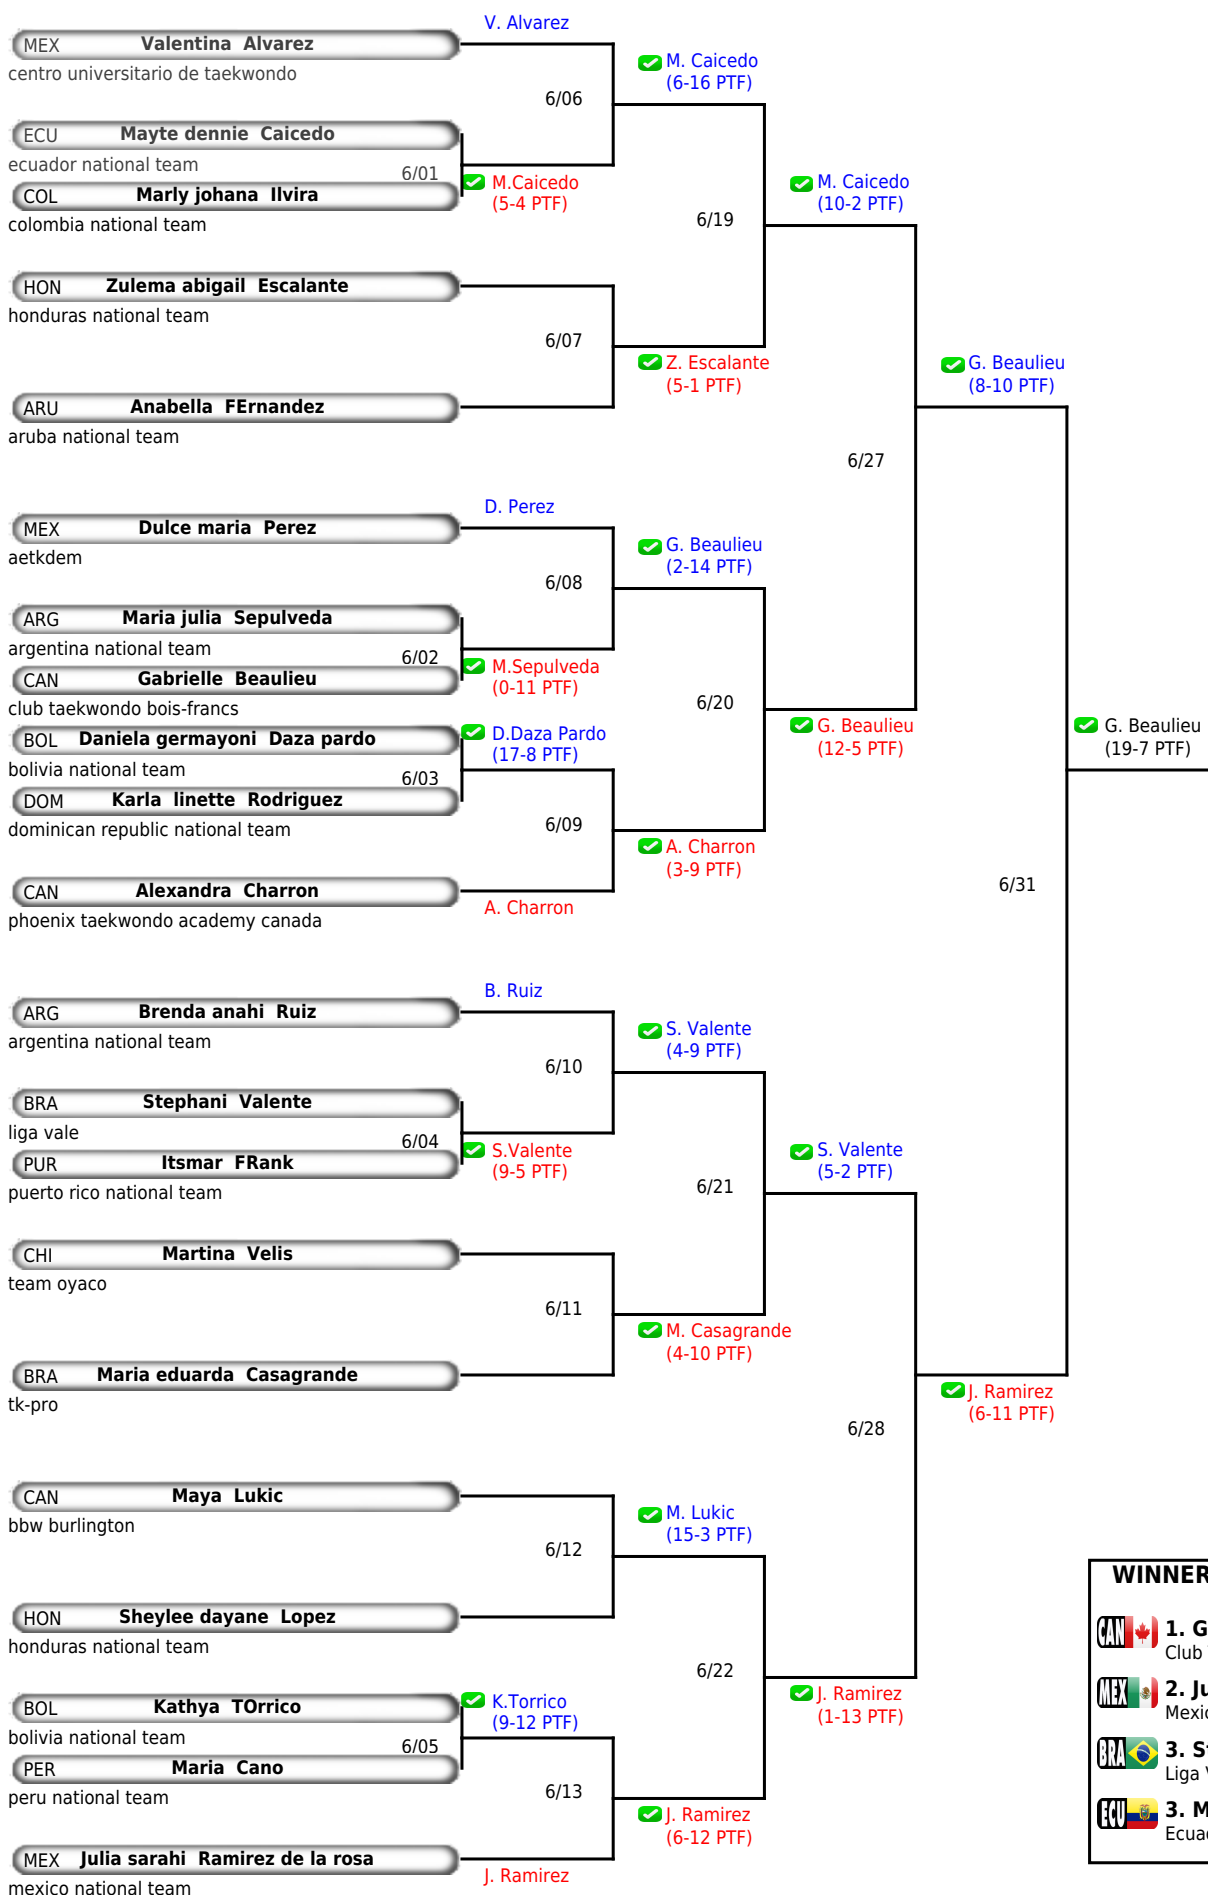 V. Alvarez
MEX Valentina Alvarez
centro universitario de taekwondo
M. Caicedo
(6-16 PTF)
6/06
ECU Mayte dennie Caicedo
ecuador national team
6/01
COL Marly johana Ilvira
colombia national team
M.Caicedo
(5-4 PTF)
M. Caicedo
(10-2 PTF)
6/19
HON Zulema abigail Escalante
honduras national team
6/07
Z. Escalante
(5-1 PTF)
G. Beaulieu
(8-10 PTF)
ARU Anabella FErnandez
aruba national team
6/27
D. Perez
MEX Dulce maria Perez
aetkdem
G. Beaulieu
(2-14 PTF)
6/08
ARG Maria julia Sepulveda
argentina national team
6/02
CAN Gabrielle Beaulieu
club taekwondo bois-francs
M.Sepulveda
(0-11 PTF)
6/20
BOL Daniela germayoni Daza pardo
bolivia national team
D.Daza Pardo
(17-8 PTF)
G. Beaulieu
(12-5 PTF)
G. Beaulieu
(19-7 PTF)
6/03
DOM Karla linette Rodriguez
dominican republic national team
6/09
A. Charron
(3-9 PTF)
CAN Alexandra Charron
phoenix taekwondo academy canada
A. Charron
6/31
B. Ruiz
ARG Brenda anahi Ruiz
argentina national team
S. Valente
(4-9 PTF)
6/10
BRA Stephani Valente
liga vale
6/04
PUR Itsmar FRank
puerto rico national team
S.Valente
(9-5 PTF)
S. Valente
(5-2 PTF)
6/21
CHI Martina Velis
team oyaco
6/11
M. Casagrande
(4-10 PTF)
BRA Maria eduarda Casagrande
tk-pro
J. Ramirez
(6-11 PTF)
6/28
CAN Maya Lukic
bbw burlington
M. Lukic
(15-3 PTF)
6/12
HON Sheylee dayane Lopez
honduras national team
6/22
BOL Kathya TOrrico
bolivia national team
K.Torrico
(9-12 PTF)
J. Ramirez
(1-13 PTF)
6/05
PER Maria Cano
peru national team
6/13
J. Ramirez
(6-12 PTF)
MEX Julia sarahi Ramirez de la rosa
mexico national team
J. Ramirez
WINNER
CAN 1. G
Club
MEX 2. Ju
Mexic
BRA 3. St
Liga V
ECU 3. M
Ecuad